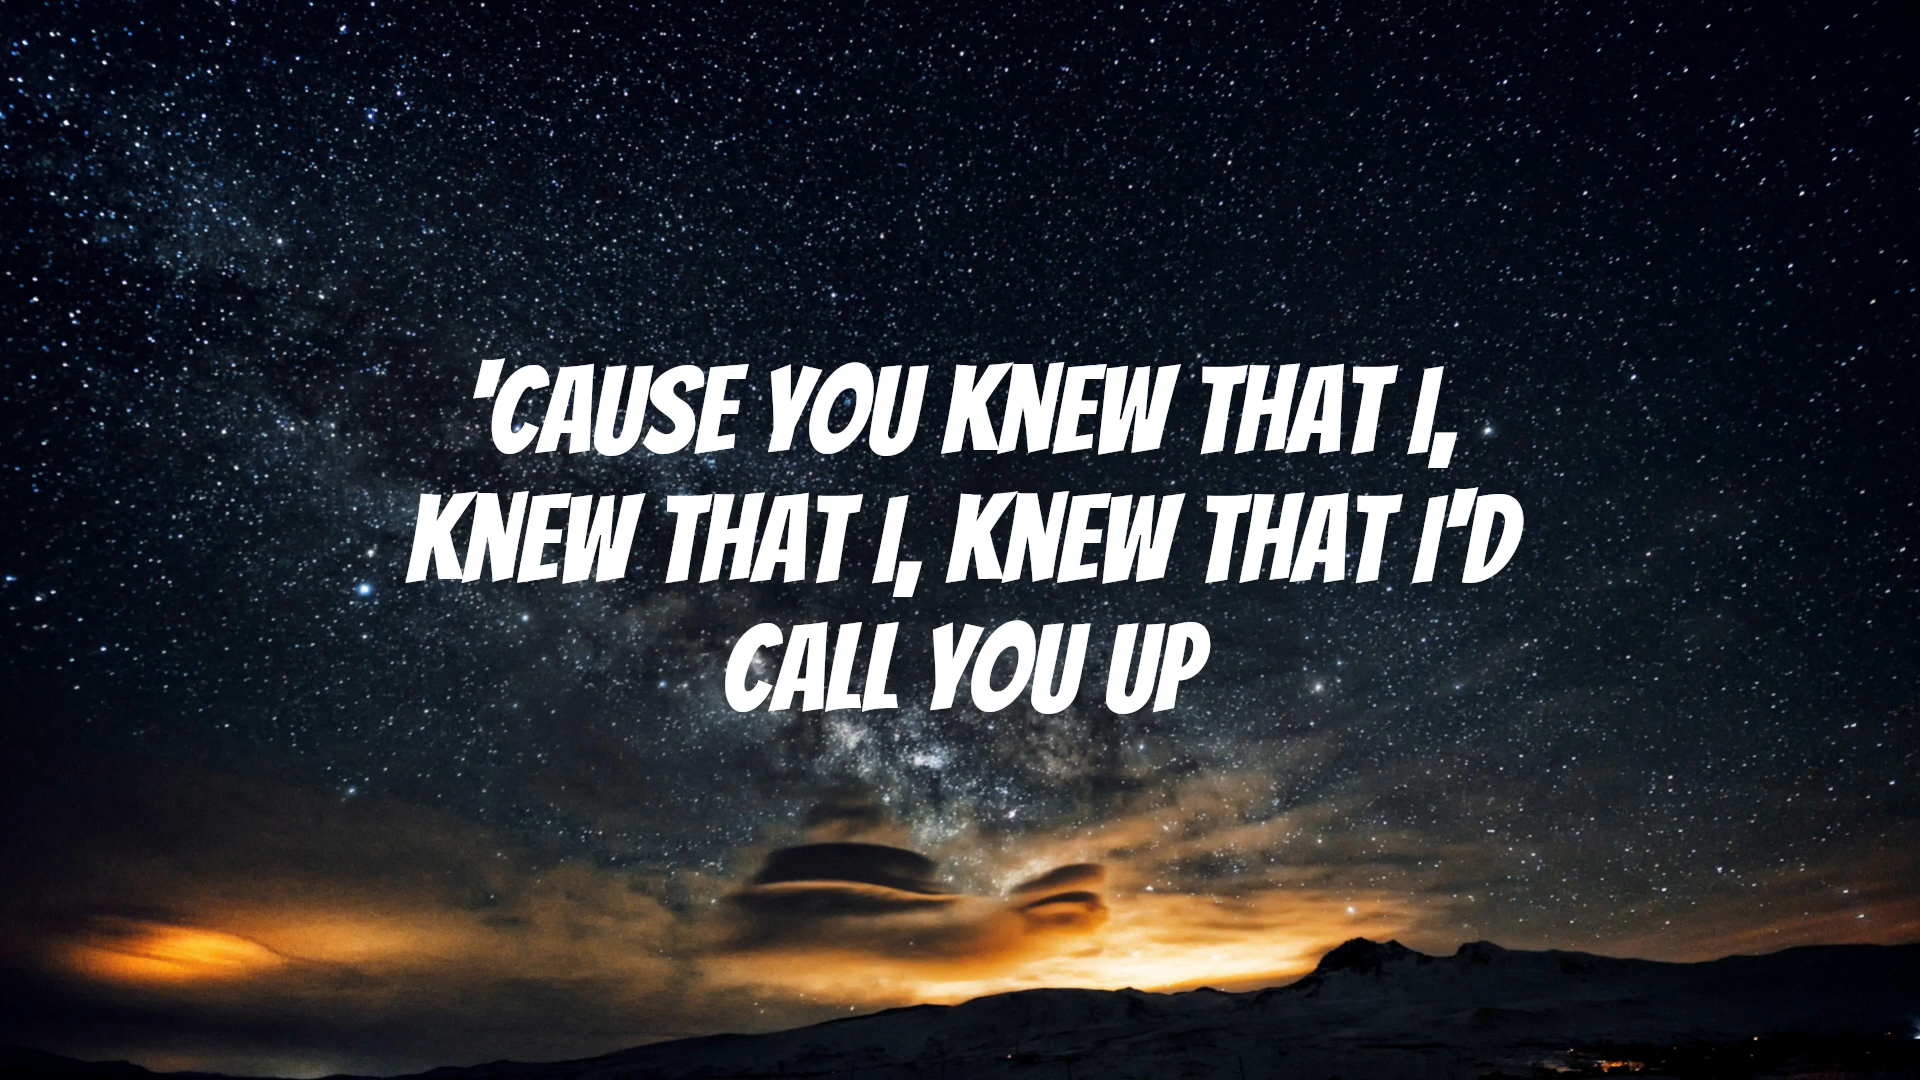 'CAUSE YOU KNEW THAT I,
KNEW THAT I, KNEW THAT I'D
CALL YOU UP